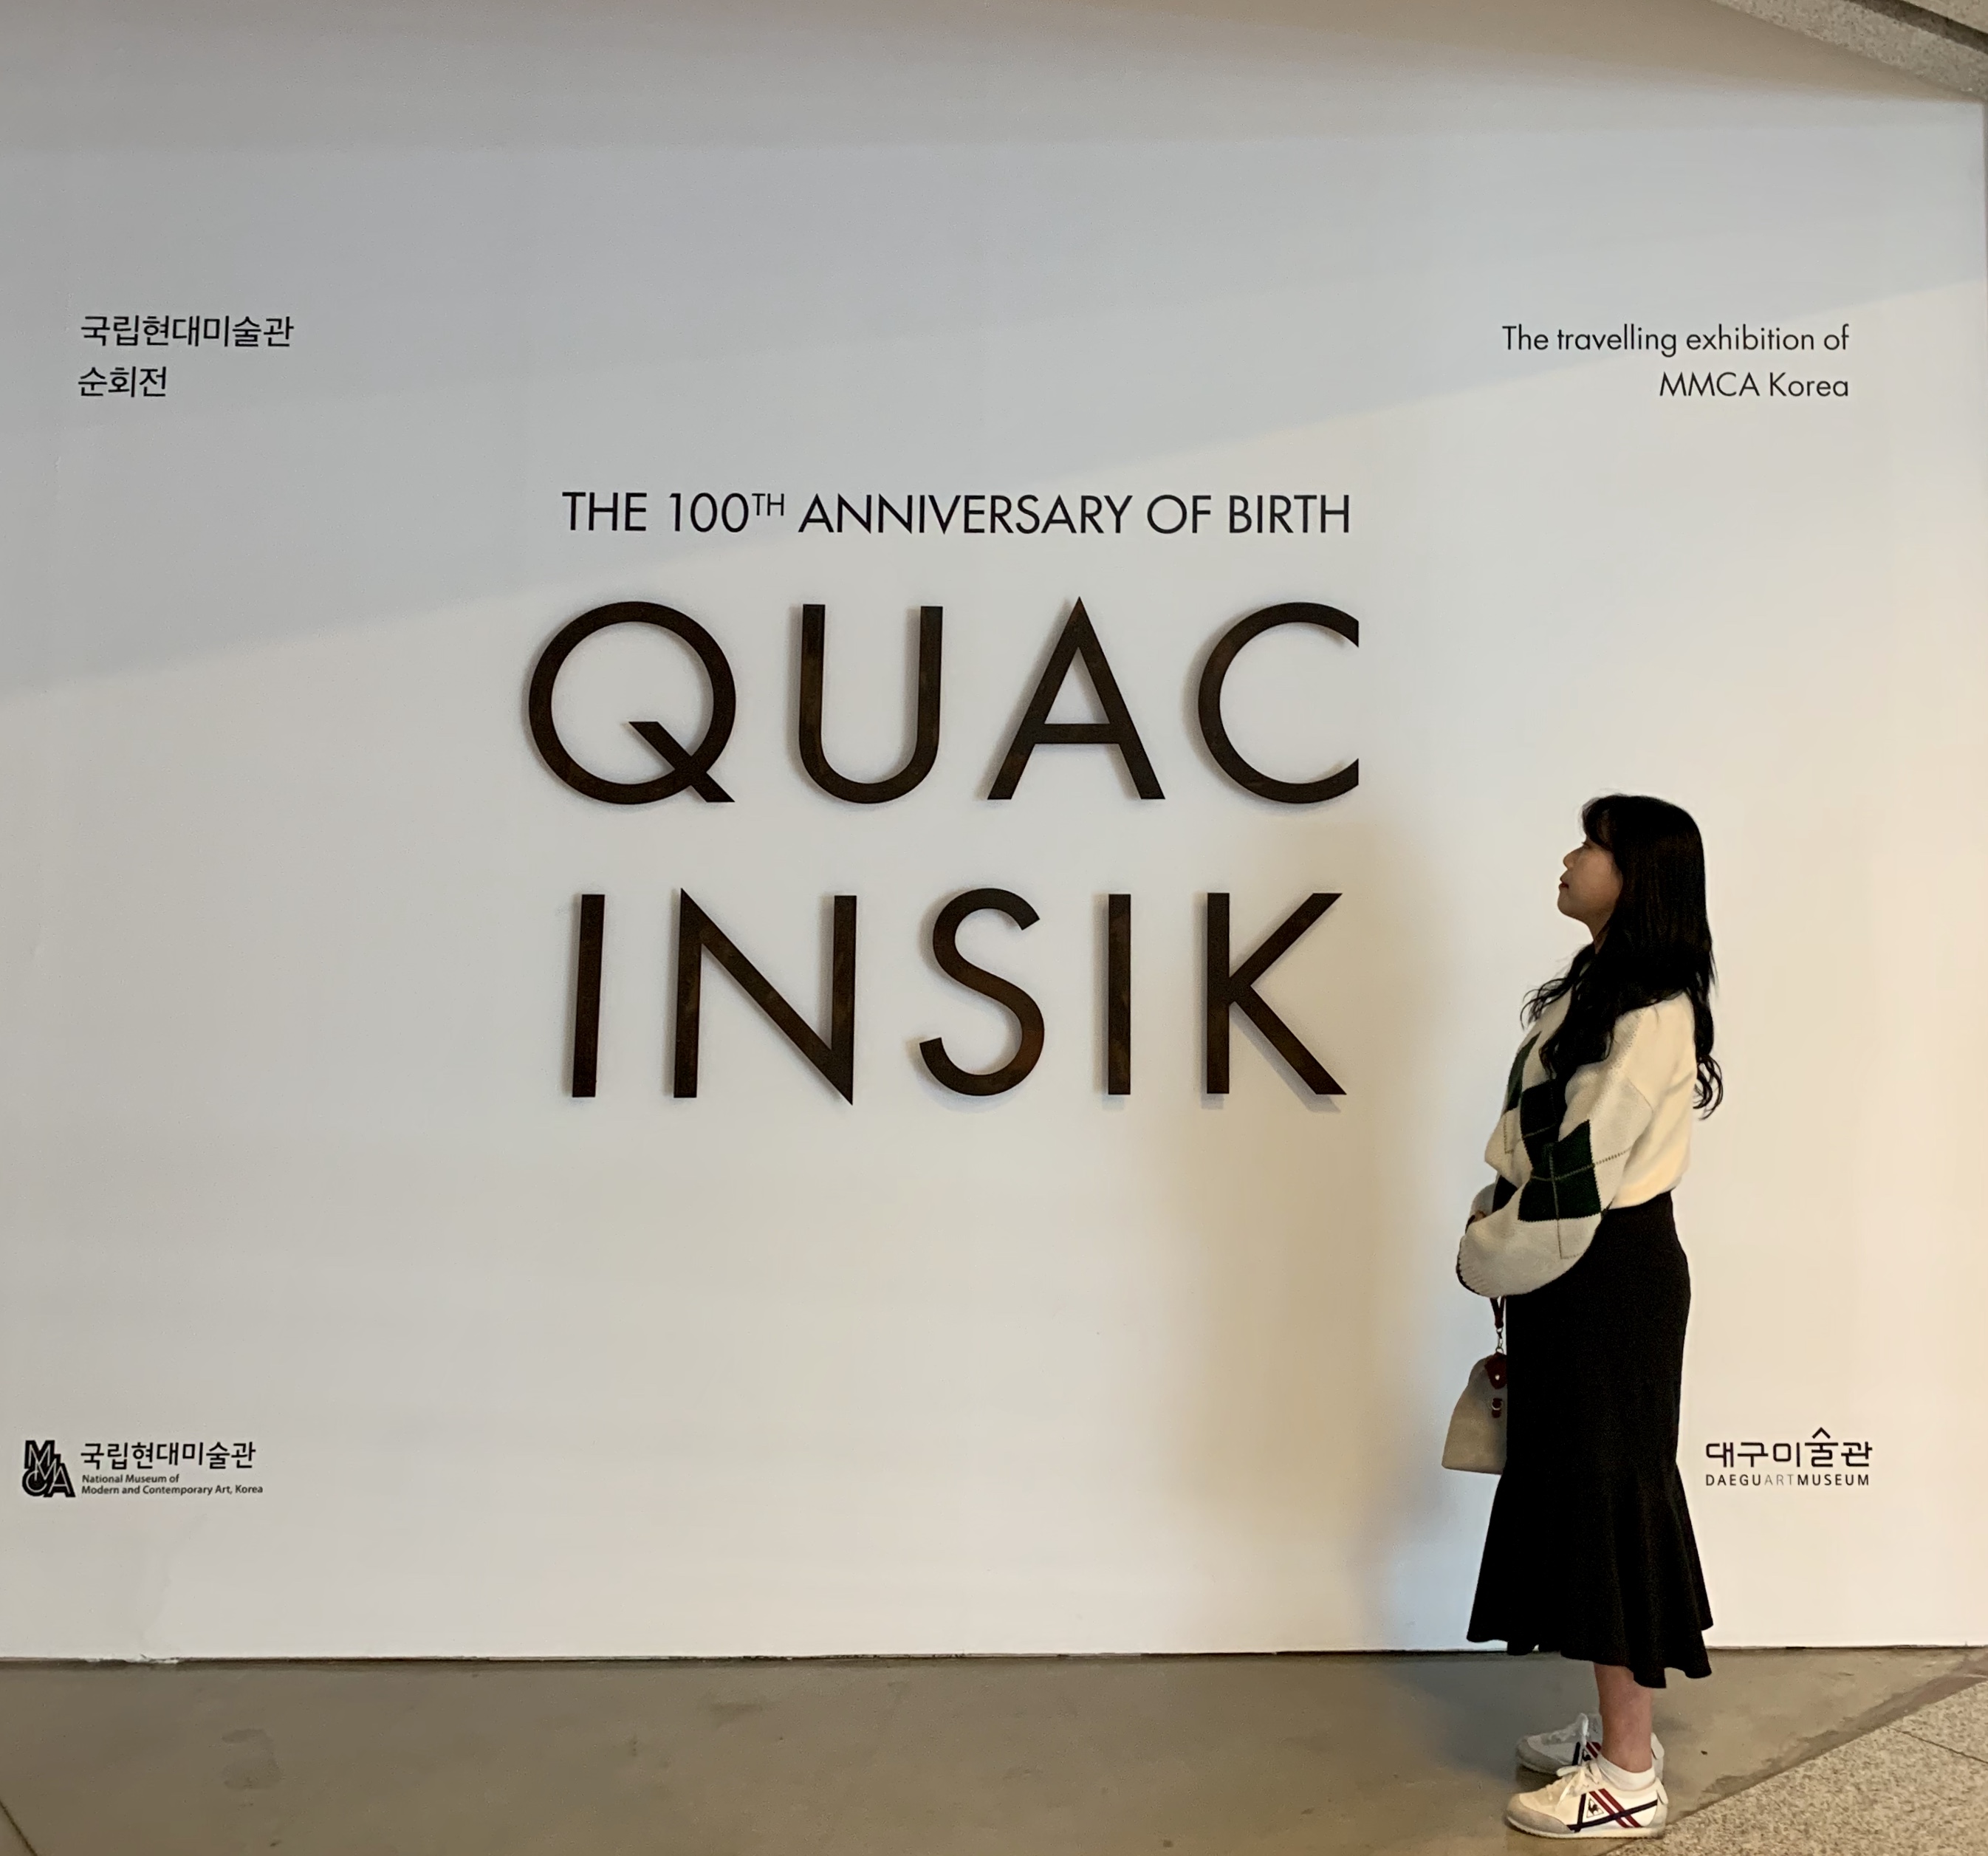 국립현대미술관
순회전
The travelling exhibition of
MMCA Korea
THE 100TH ANNIVERSARY OF BIRTH
QUAC
INSIK
MMCA
국립현대미술관
National Museum of
Modern and Contemporary Art, Korea
대구미술관
DAEGUARTMUSEUM